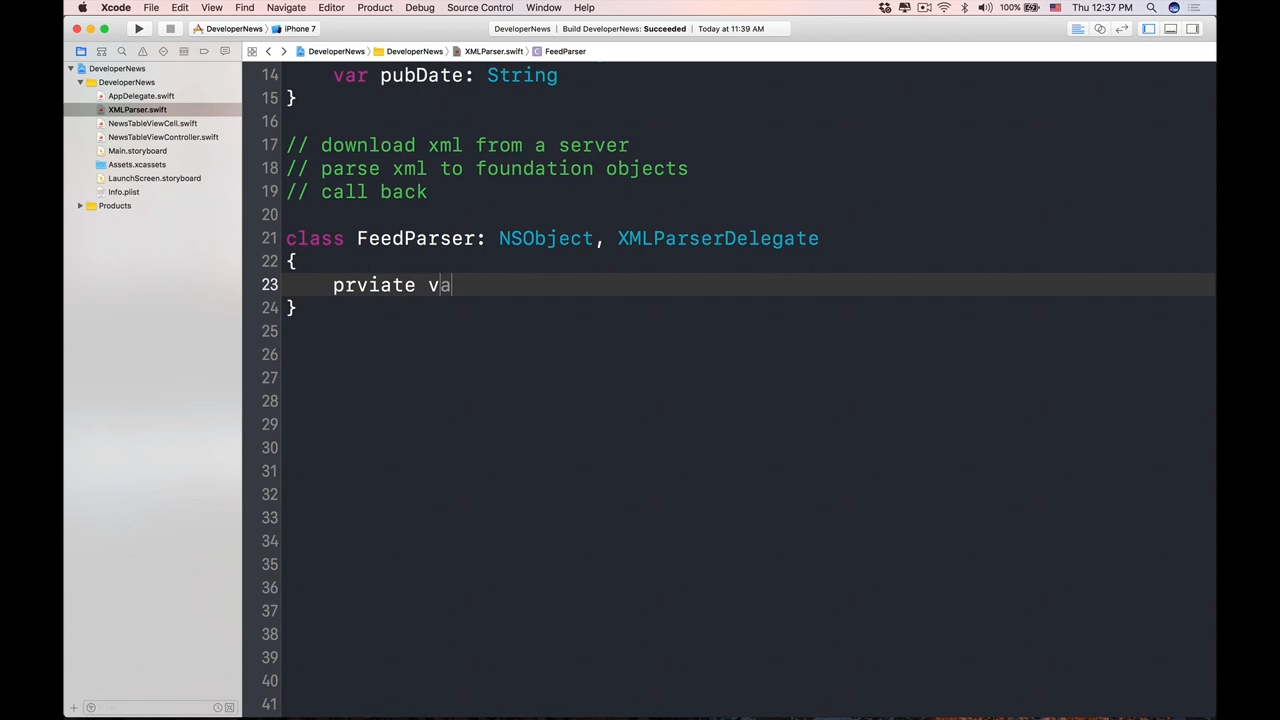 Xcode File Edit View Find Navigate Editor Product Debug Source Control Window Help 100% Thu 12:37 PM
DeveloperNews iPhone 7 DeveloperNews Build DeveloperNews: Succeeded Today at 11:39 AM
DeveloperNews DeveloperNews XMLParser.swift C FeedParser
DeveloperNews
DeveloperNews
AppDelegate.swift
XMLParser.swift
NewsTableViewCell.swift
NewsTableViewController.swift
Main.storyboard
Assets.xcassets
LaunchScreen.storyboard
Info.plist
Products
14 var pubDate: String
15 }
16
17 // download xml from a server
18 // parse xml to foundation objects
19 // call back
20
21 class FeedParser: NSObject, XMLParserDelegate
22 {
23 prviate va
24 }
25
26
27
28
29
30
31
32
33
34
35
36
37
38
39
40
41